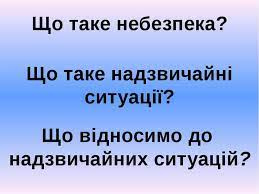 Що таке небезпека?
Що таке надзвичайні
ситуації?
Що відносимо до
надзвичайних ситуацій?